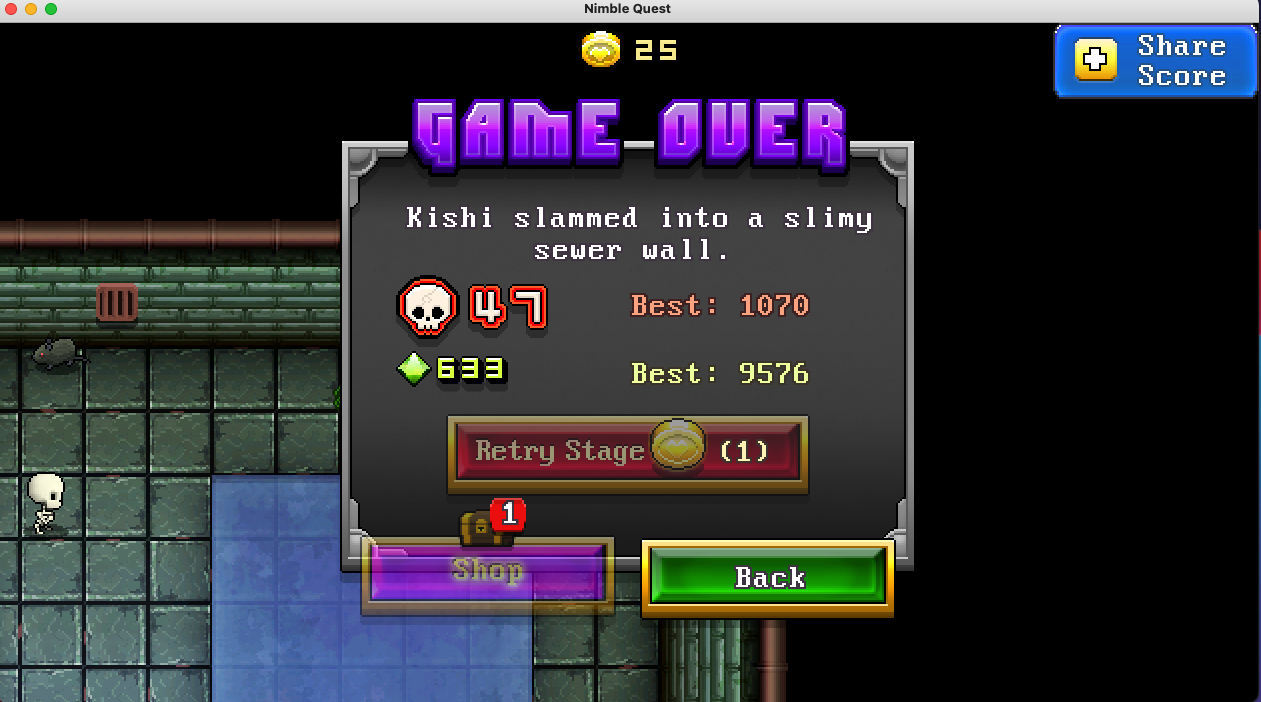 Nimble Quest
25
Share
Score
GAME OVER
Kishi slammed into a slimy
sewer wall.
47 Best: 1070
633 Best: 9576
Retry Stage (1)
1
Shop Back